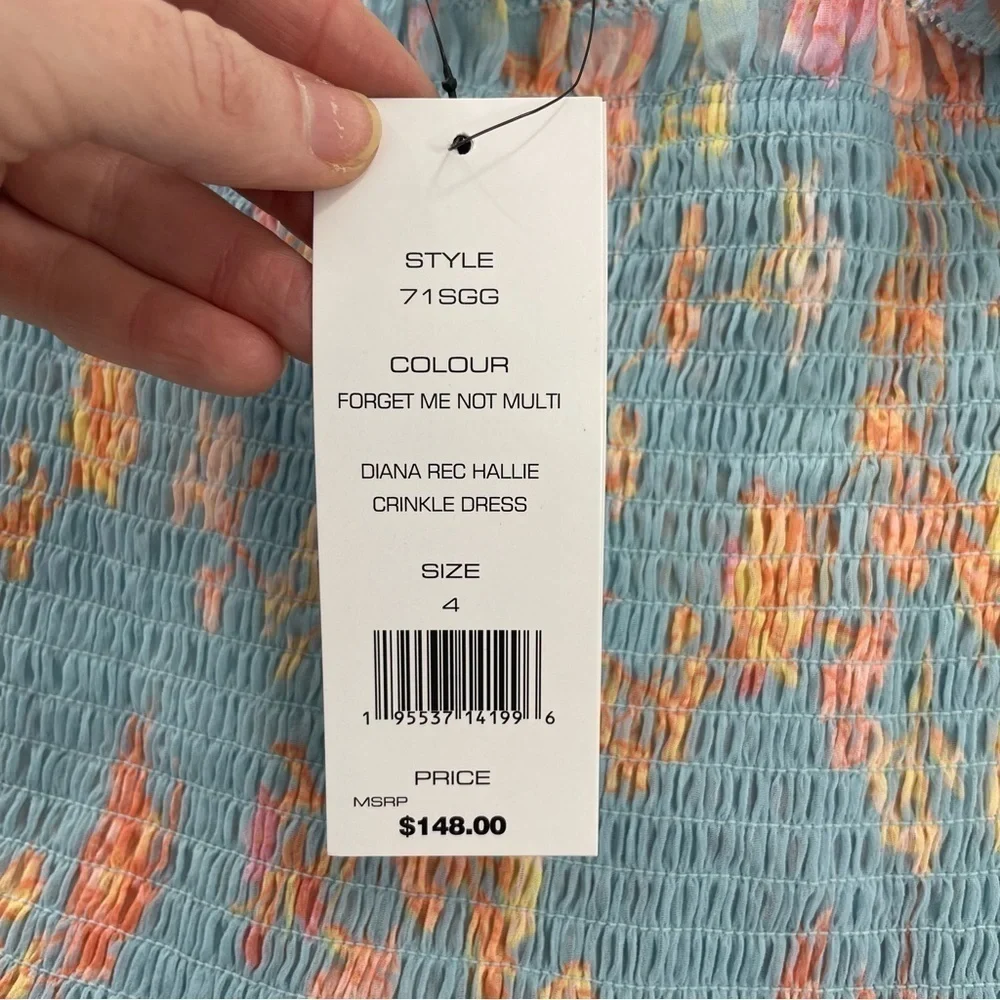 STYLE
71SGG
COLOUR
FORGET ME NOT MULTI
DIANA REC HALLIE
CRINKLE DRESS
SIZE
4
1 95537 14199 6
PRICE
MSRP
$148.00